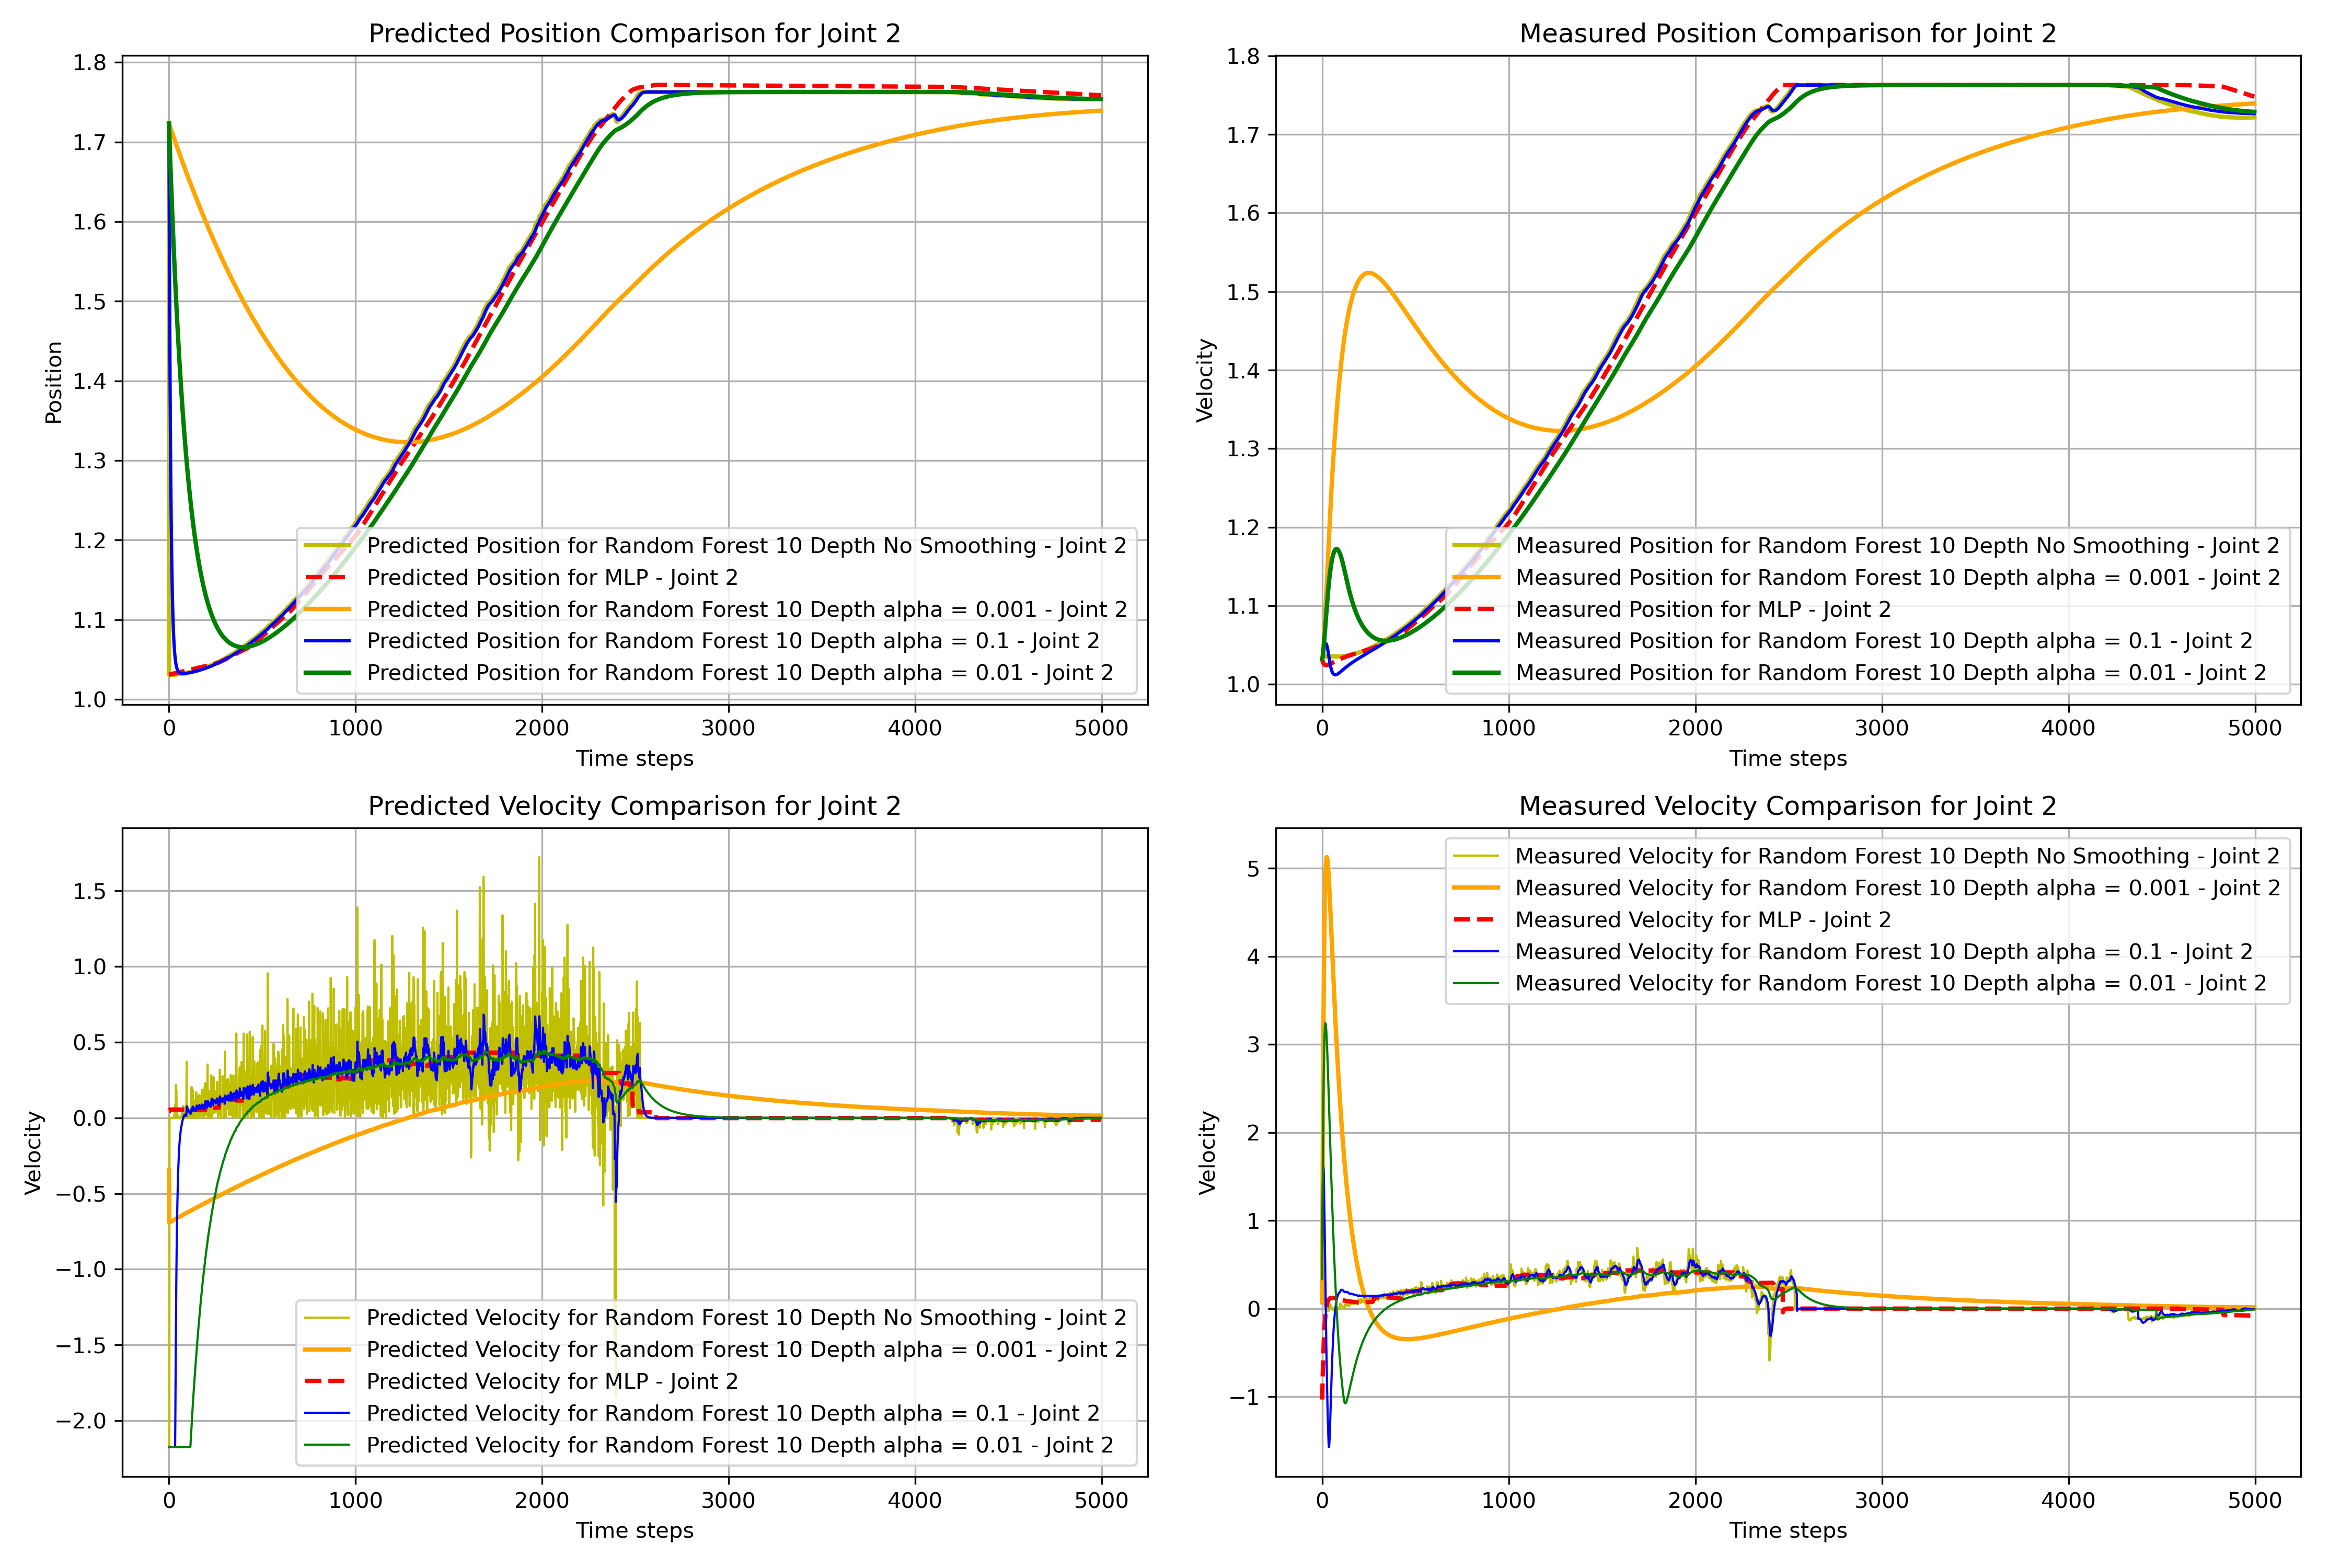 Predicted Position Comparison for Joint 2
Position
1.8
1.7
1.6
1.5
1.4
1.3
1.2
1.1
1.0
Predicted Position for Random Forest 10 Depth No Smoothing - Joint 2
Predicted Position for MLP - Joint 2
Predicted Position for Random Forest 10 Depth alpha = 0.001 - Joint 2
Predicted Position for Random Forest 10 Depth alpha = 0.1 - Joint 2
Predicted Position for Random Forest 10 Depth alpha = 0.01 - Joint 2
0 1000 2000 3000 4000 5000
Time steps
Measured Position Comparison for Joint 2
Velocity
1.8
1.7
1.6
1.5
1.4
1.3
1.2
1.1
1.0
Measured Position for Random Forest 10 Depth No Smoothing - Joint 2
Measured Position for Random Forest 10 Depth alpha = 0.001 - Joint 2
Measured Position for MLP - Joint 2
Measured Position for Random Forest 10 Depth alpha = 0.1 - Joint 2
Measured Position for Random Forest 10 Depth alpha = 0.01 - Joint 2
0 1000 2000 3000 4000 5000
Time steps
Predicted Velocity Comparison for Joint 2
Velocity
1.5
1.0
0.5
0.0
−0.5
−1.0
−1.5
−2.0
Predicted Velocity for Random Forest 10 Depth No Smoothing - Joint 2
Predicted Velocity for Random Forest 10 Depth alpha = 0.001 - Joint 2
Predicted Velocity for MLP - Joint 2
Predicted Velocity for Random Forest 10 Depth alpha = 0.1 - Joint 2
Predicted Velocity for Random Forest 10 Depth alpha = 0.01 - Joint 2
0 1000 2000 3000 4000 5000
Time steps
Measured Velocity Comparison for Joint 2
Velocity
5
4
3
2
1
0
−1
Measured Velocity for Random Forest 10 Depth No Smoothing - Joint 2
Measured Velocity for Random Forest 10 Depth alpha = 0.001 - Joint 2
Measured Velocity for MLP - Joint 2
Measured Velocity for Random Forest 10 Depth alpha = 0.1 - Joint 2
Measured Velocity for Random Forest 10 Depth alpha = 0.01 - Joint 2
0 1000 2000 3000 4000 5000
Time steps